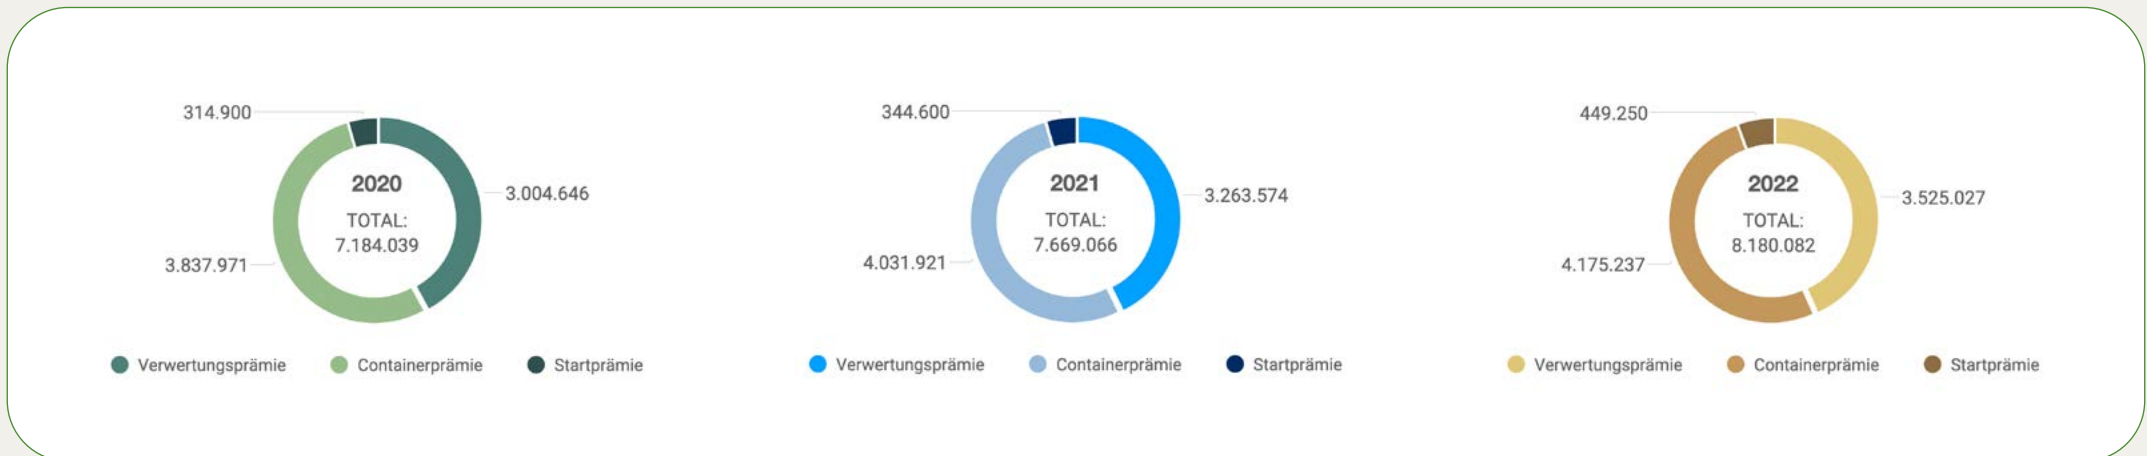 314.900
2020
TOTAL:
7.184.039
3.004.646
3.837.971
Verwertungsprämie
Containerprämie
Startprämie
344.600
2021
TOTAL:
7.669.066
3.263.574
4.031.921
Verwertungsprämie
Containerprämie
Startprämie
449.250
2022
TOTAL:
8.180.082
3.525.027
4.175.237
Verwertungsprämie
Containerprämie
Startprämie